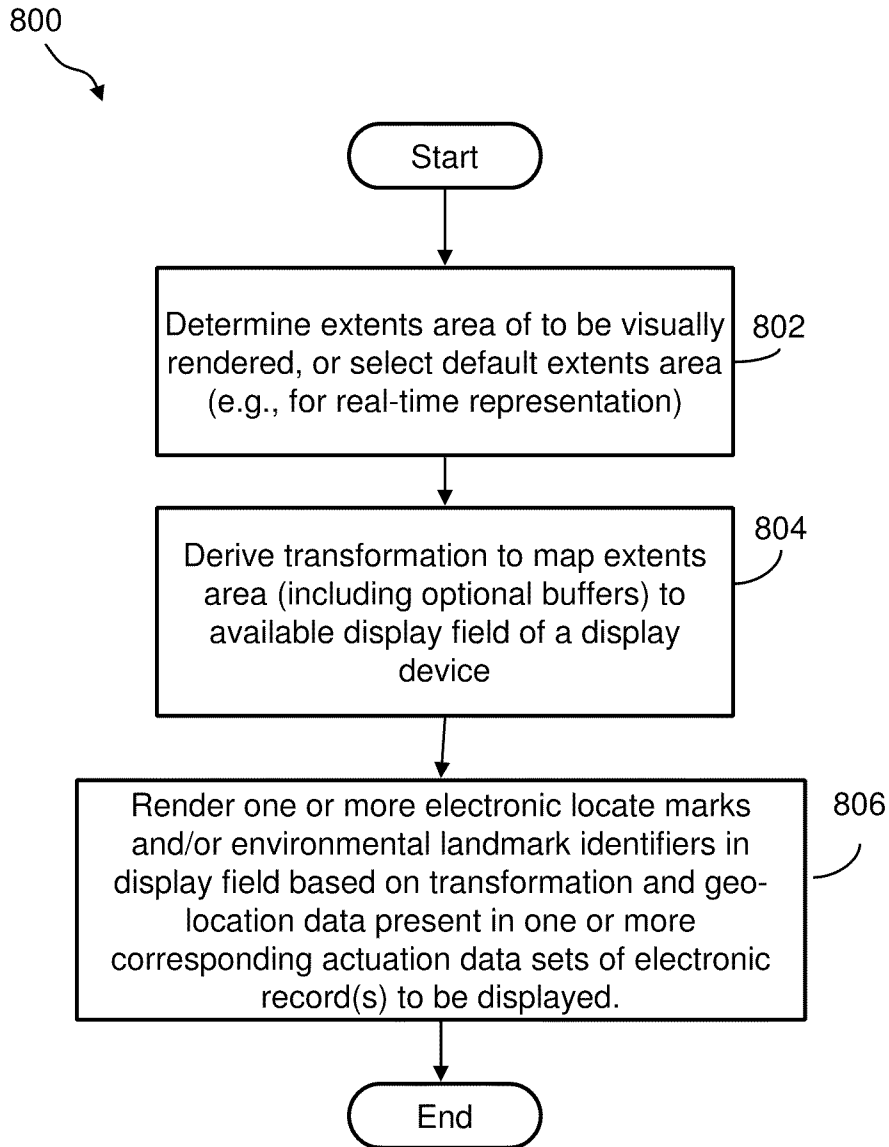 800
Start
Determine extents area of to be visually
rendered, or select default extents area
(e.g., for real-time representation)
802
Derive transformation to map extents
area (including optional buffers) to
available display field of a display
device
804
Render one or more electronic locate marks
and/or environmental landmark identifiers in
display field based on transformation and geo-
location data present in one or more
corresponding actuation data sets of electronic
record(s) to be displayed.
806
End